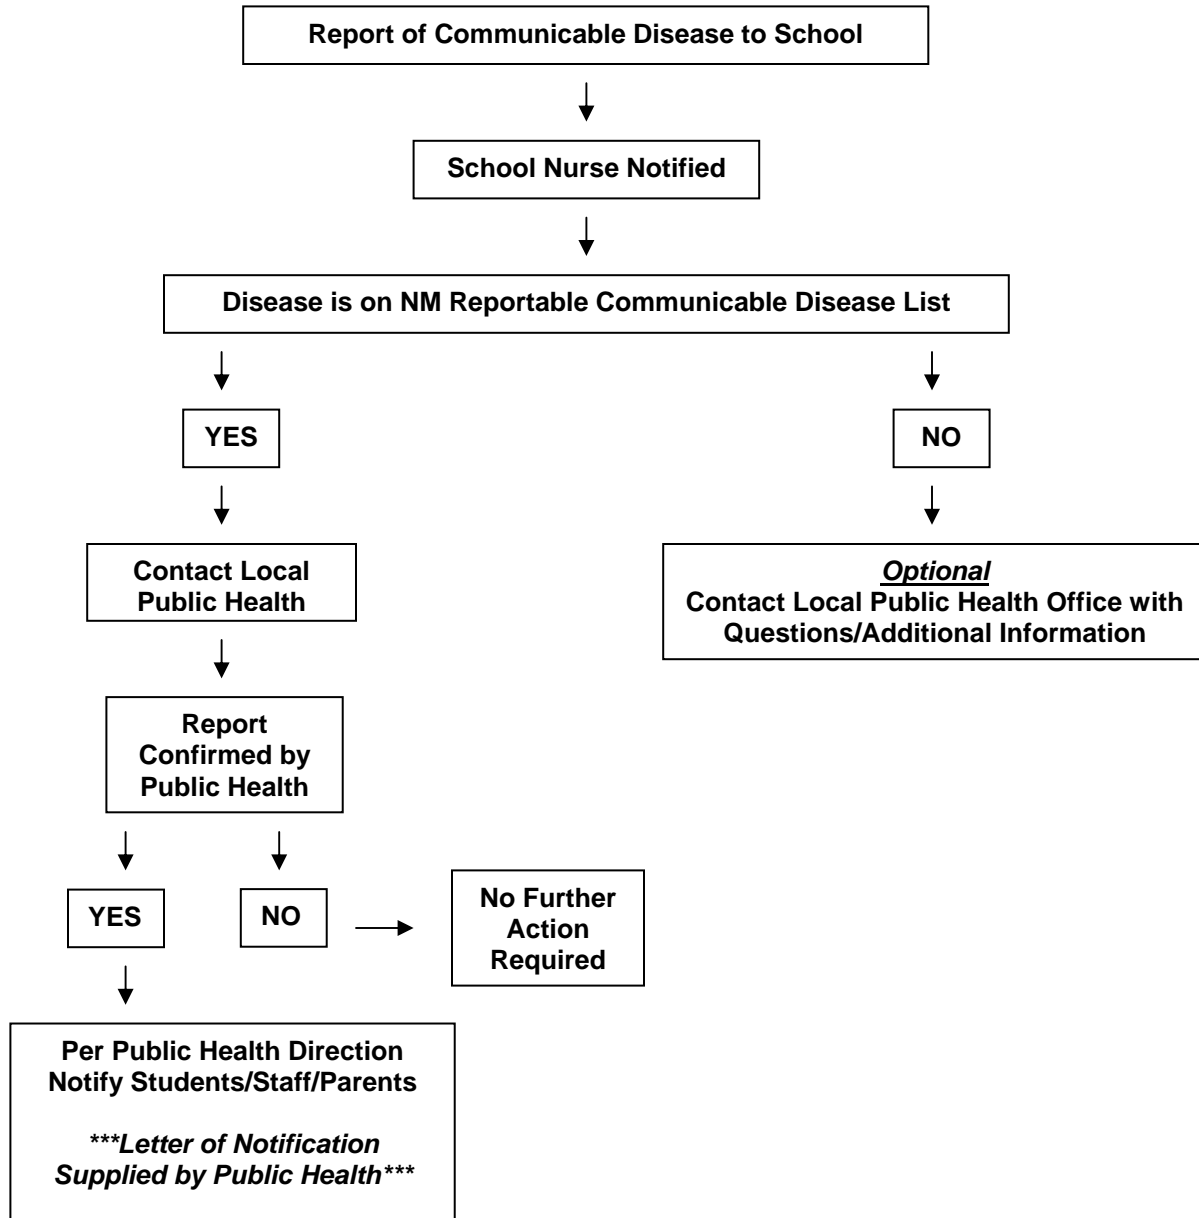 Report of Communicable Disease to School
School Nurse Notified
Disease is on NM Reportable Communicable Disease List
YES
NO
Contact Local
Public Health
Optional
Contact Local Public Health Office with
Questions/Additional Information
Report
Confirmed by
Public Health
YES
NO
No Further
Action
Required
Per Public Health Direction
Notify Students/Staff/Parents
***Letter of Notification
Supplied by Public Health***